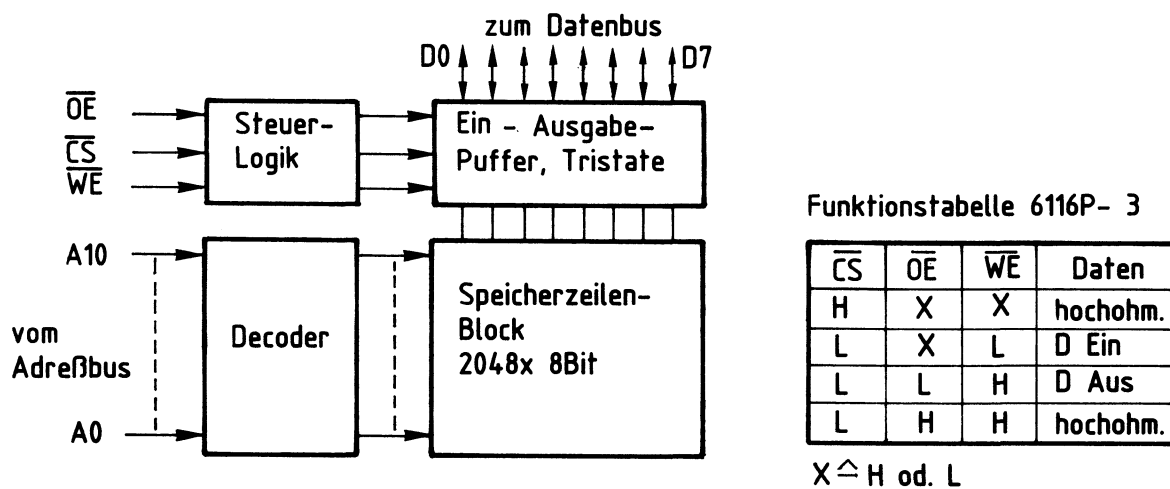 zum Datenbus
D0 D7
OE
CS
WE
Steuer-
Logik
Ein - Ausgabe-
Puffer, Tristate
A10
vom
Adreßbus
A0
Decoder
Speicherzeilen-
Block
2048x 8Bit
Funktionstabelle 6116P- 3
CS OE WE Daten
H X X hochohm.
L X L D Ein
L L H D Aus
L H H hochohm.
X ≙ H od. L